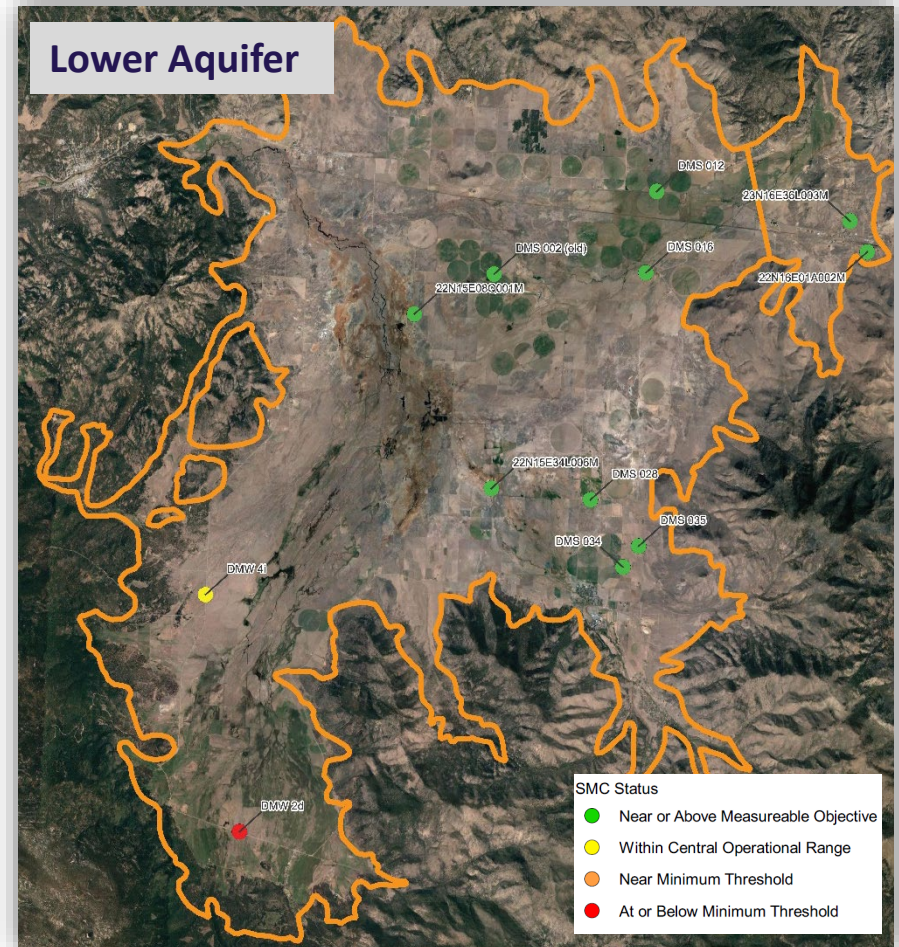 Lower Aquifer
DMS 012
23N16E36L003M
DMS 002 (old)
DMS 016
22N16E01A002M
22N15E08G001M
22N15E34L006M
DMS 028
DMS 035
DMS 034
DMW 4i
DMW 2d
SMC Status
Near or Above Measureable Objective
Within Central Operational Range
Near Minimum Threshold
At or Below Minimum Threshold